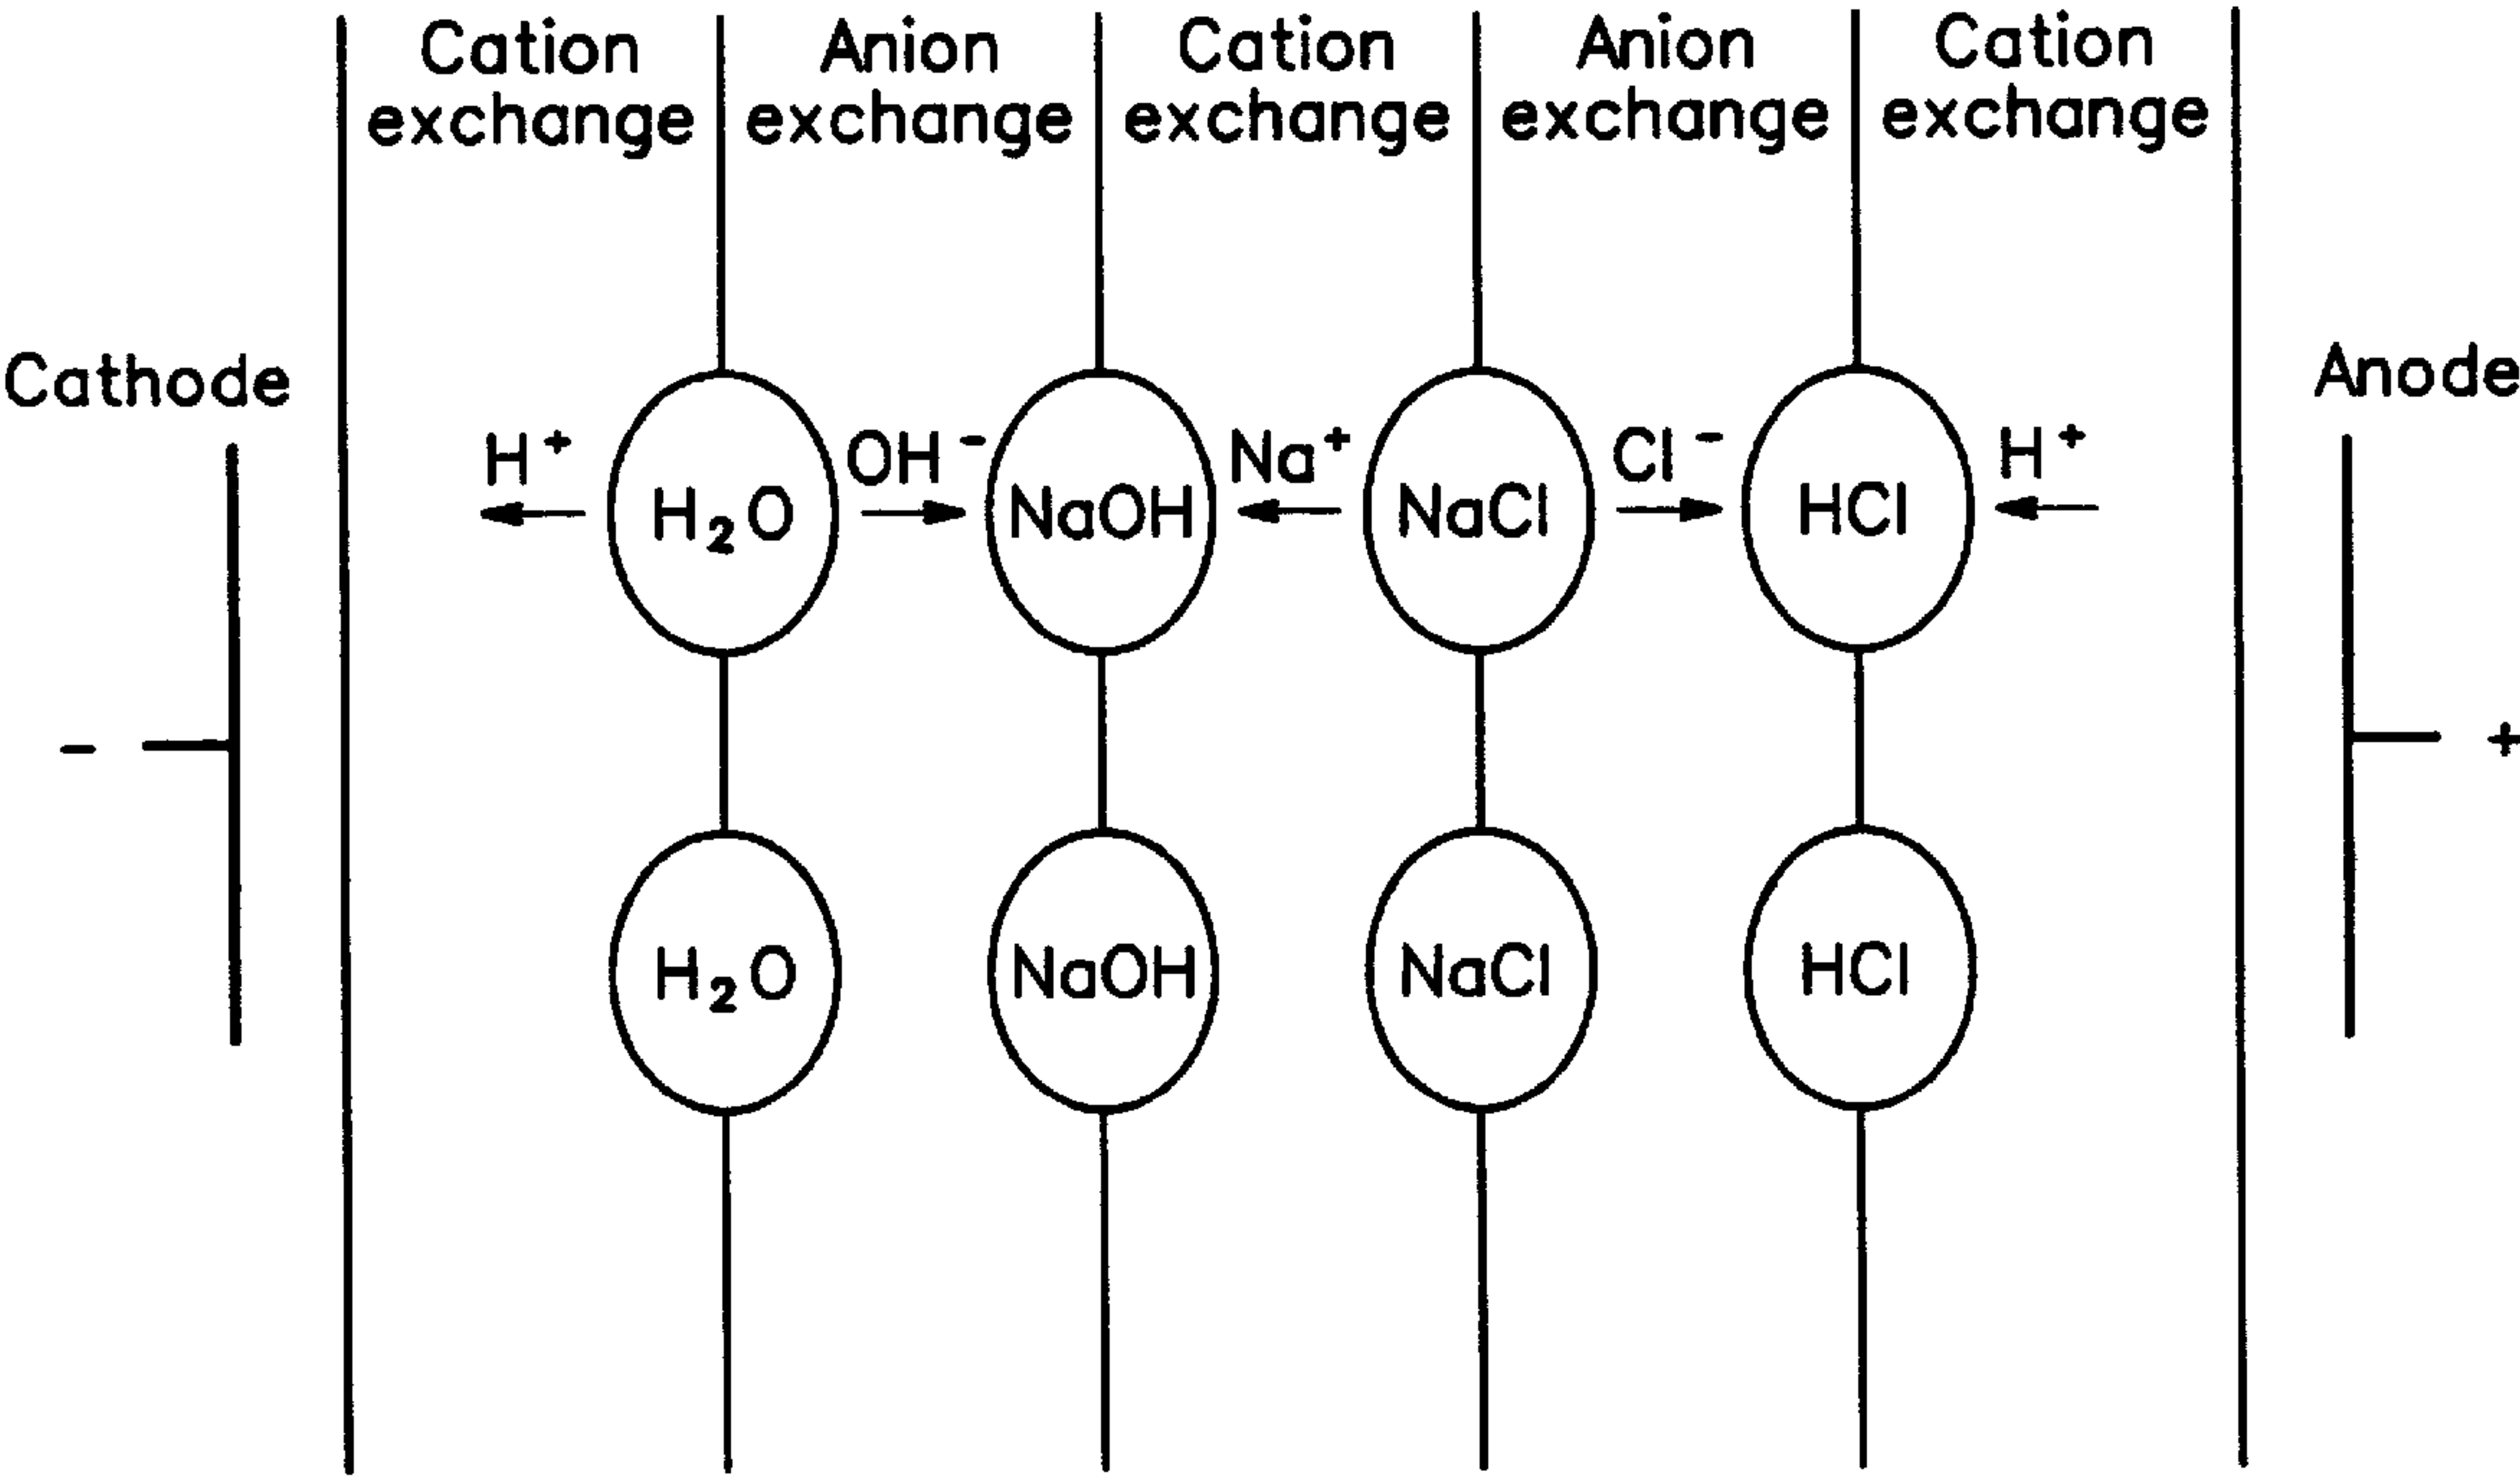 Cation exchange
Anion exchange
Cation exchange
Anion exchange
Cation exchange
Cathode
Anode
H⁺
OH⁻
Na⁺
Cl⁻
H⁺
H₂O
NaOH
NaCl
HCl
-
+
H₂O
NaOH
NaCl
HCl